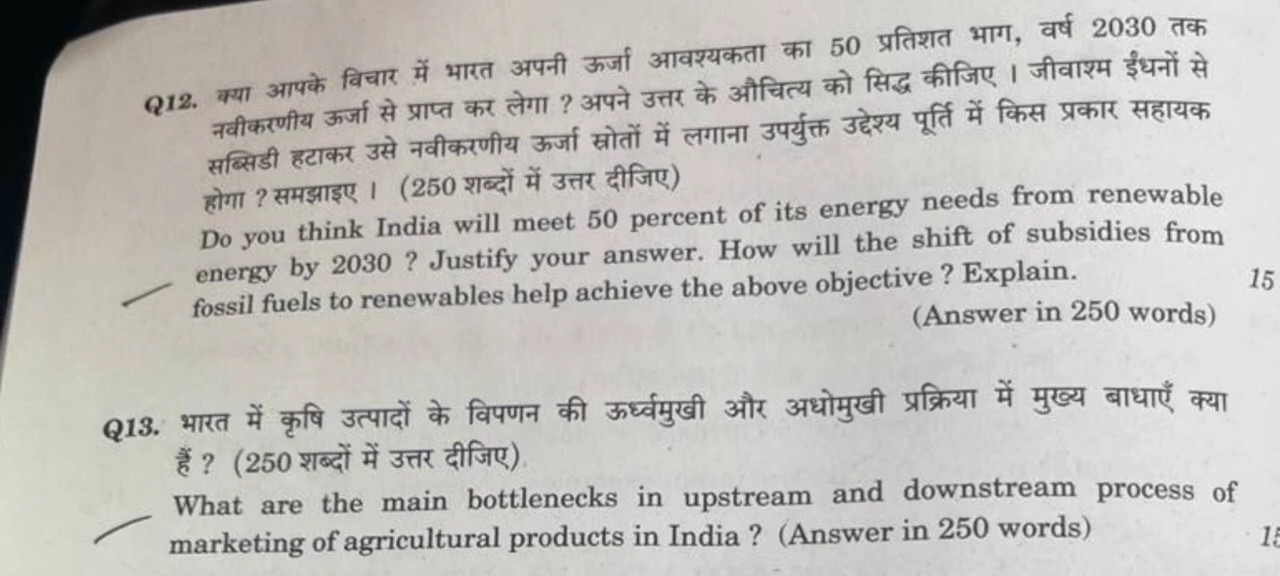 Q12. क्या आपके विचार में भारत अपनी ऊर्जा आवश्यकता का 50 प्रतिशत भाग, वर्ष 2030 तक
नवीकरणीय ऊर्जा से प्राप्त कर लेगा ? अपने उत्तर के औचित्य को सिद्ध कीजिए । जीवाश्म ईंधनों से
सब्सिडी हटाकर उसे नवीकरणीय ऊर्जा स्रोतों में लगाना उपर्युक्त उद्देश्य पूर्ति में किस प्रकार सहायक
होगा ? समझाइए । (250 शब्दों में उत्तर दीजिए)
Do you think India will meet 50 percent of its energy needs from renewable
energy by 2030 ? Justify your answer. How will the shift of subsidies from
fossil fuels to renewables help achieve the above objective ? Explain.
(Answer in 250 words) 15
Q13. भारत में कृषि उत्पादों के विपणन की ऊर्ध्वमुखी और अधोमुखी प्रक्रिया में मुख्य बाधाएँ क्या
हैं ? (250 शब्दों में उत्तर दीजिए)
What are the main bottlenecks in upstream and downstream process of
marketing of agricultural products in India ? (Answer in 250 words)